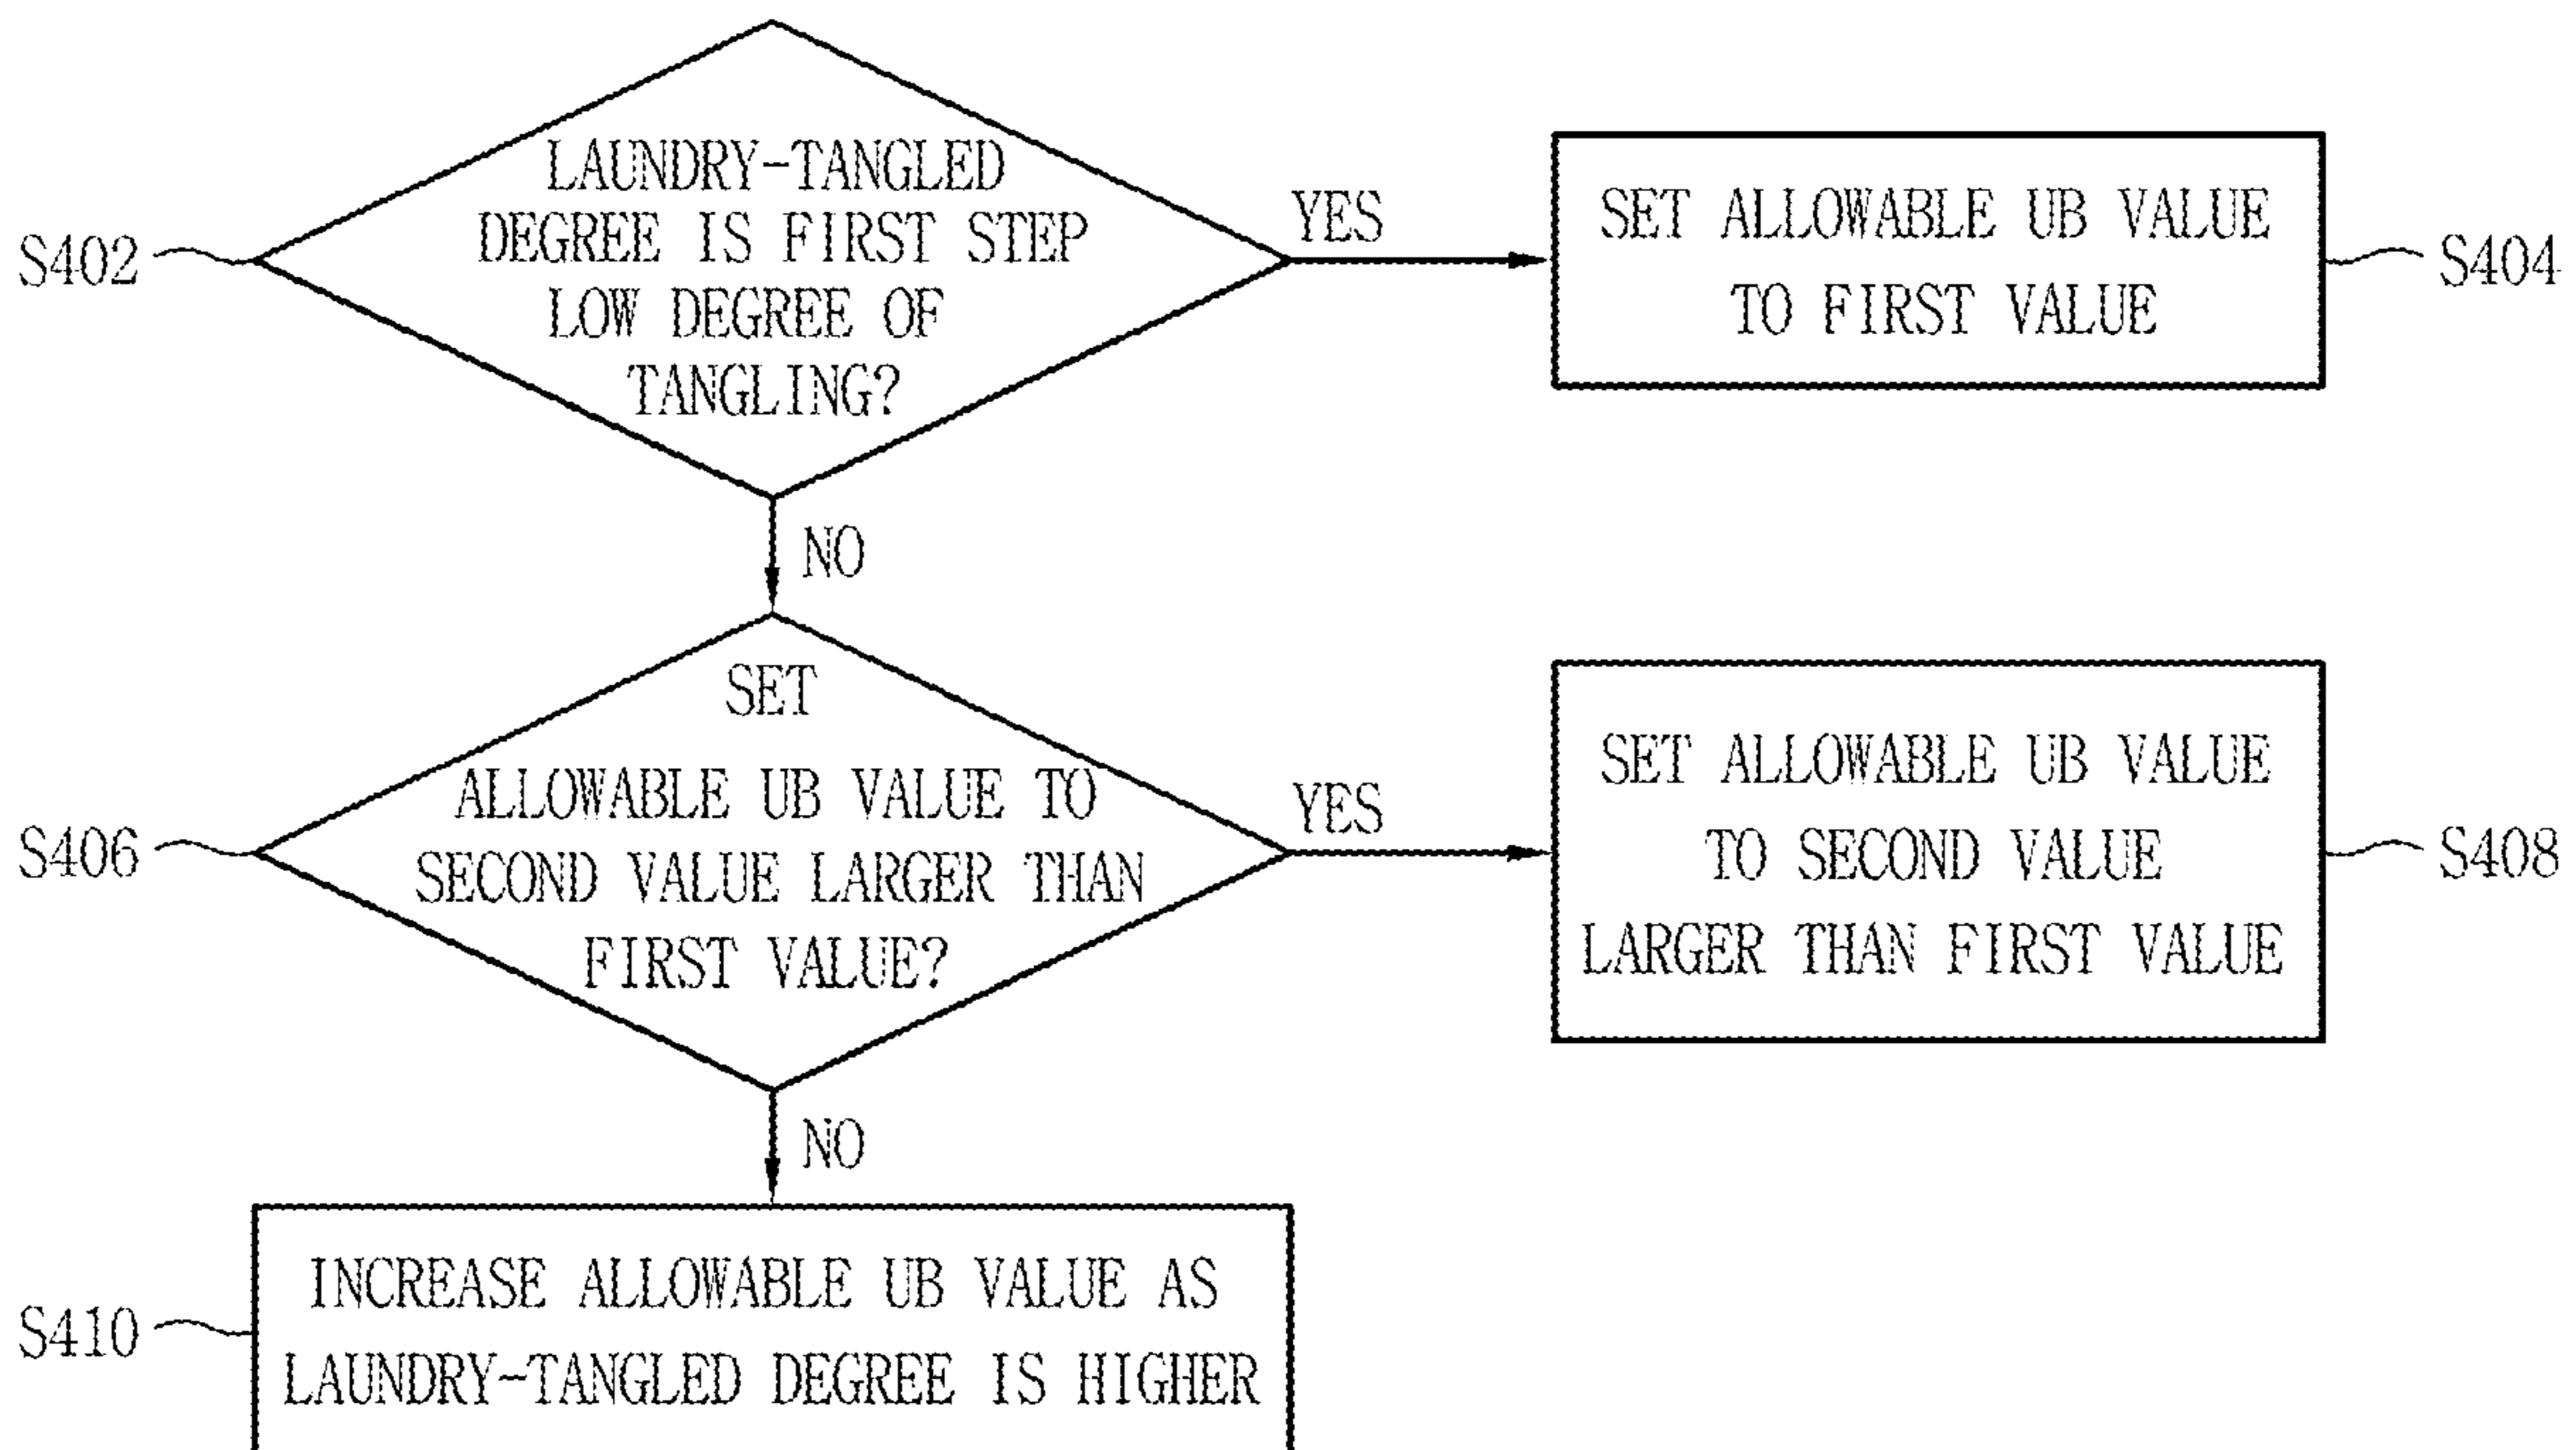 S402
LAUNDRY-TANGLED
DEGREE IS FIRST STEP
LOW DEGREE OF
TANGLING?
YES
SET ALLOWABLE UB VALUE
TO FIRST VALUE
S404
NO
S406
SET
ALLOWABLE UB VALUE TO
SECOND VALUE LARGER THAN
FIRST VALUE?
YES
SET ALLOWABLE UB VALUE
TO SECOND VALUE
LARGER THAN FIRST VALUE
S408
NO
S410
INCREASE ALLOWABLE UB VALUE AS
LAUNDRY-TANGLED DEGREE IS HIGHER